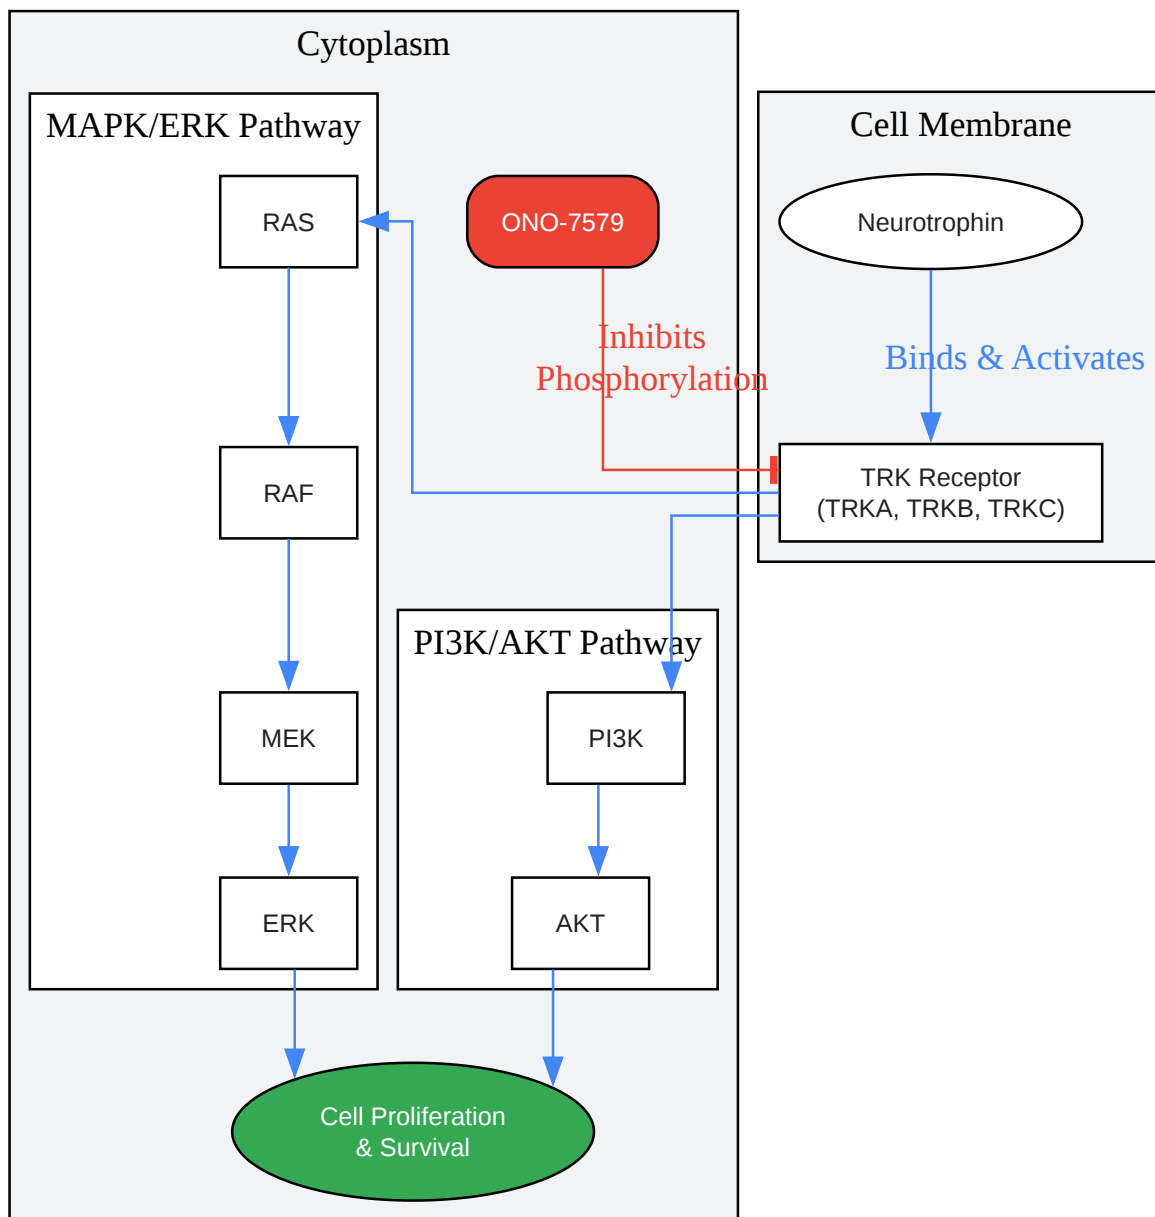 Cytoplasm
MAPK/ERK Pathway
Cell Membrane
RAS
ONO-7579
Neurotrophin
Inhibits
Phosphorylation
Binds & Activates
RAF
TRK Receptor
(TRKA, TRKB, TRKC)
PI3K/AKT Pathway
MEK
PI3K
ERK
AKT
Cell Proliferation
& Survival